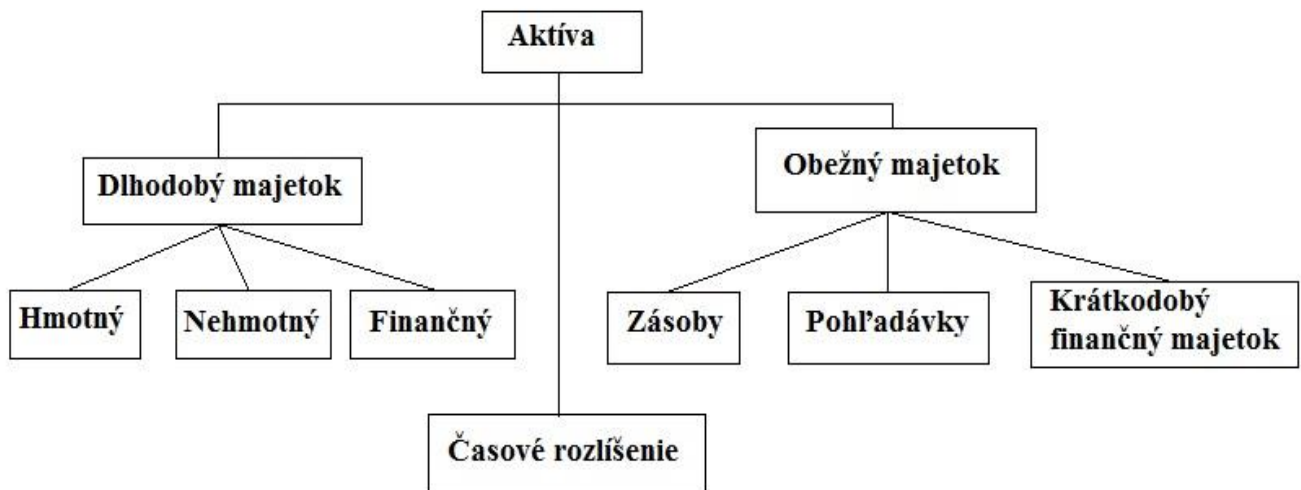 Aktíva
Dlhodobý majetok
Obežný majetok
Hmotný
Nehmotný
Finančný
Zásoby
Pohľadávky
Krátkodobý
finančný majetok
Časové rozlíšenie